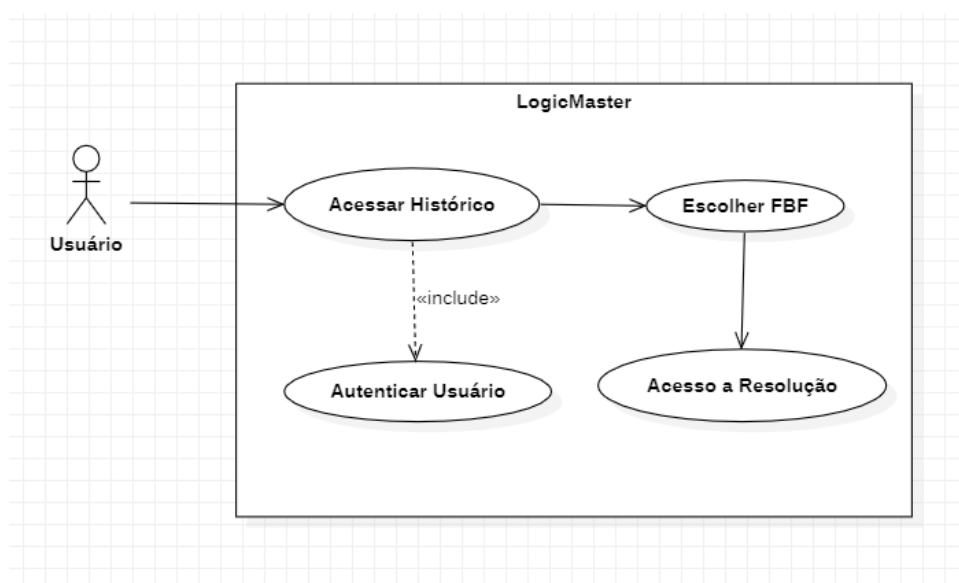 LogicMaster
Acessar Histórico
Escolher FBF
Usuário
«include»
Autenticar Usuário
Acesso a Resolução